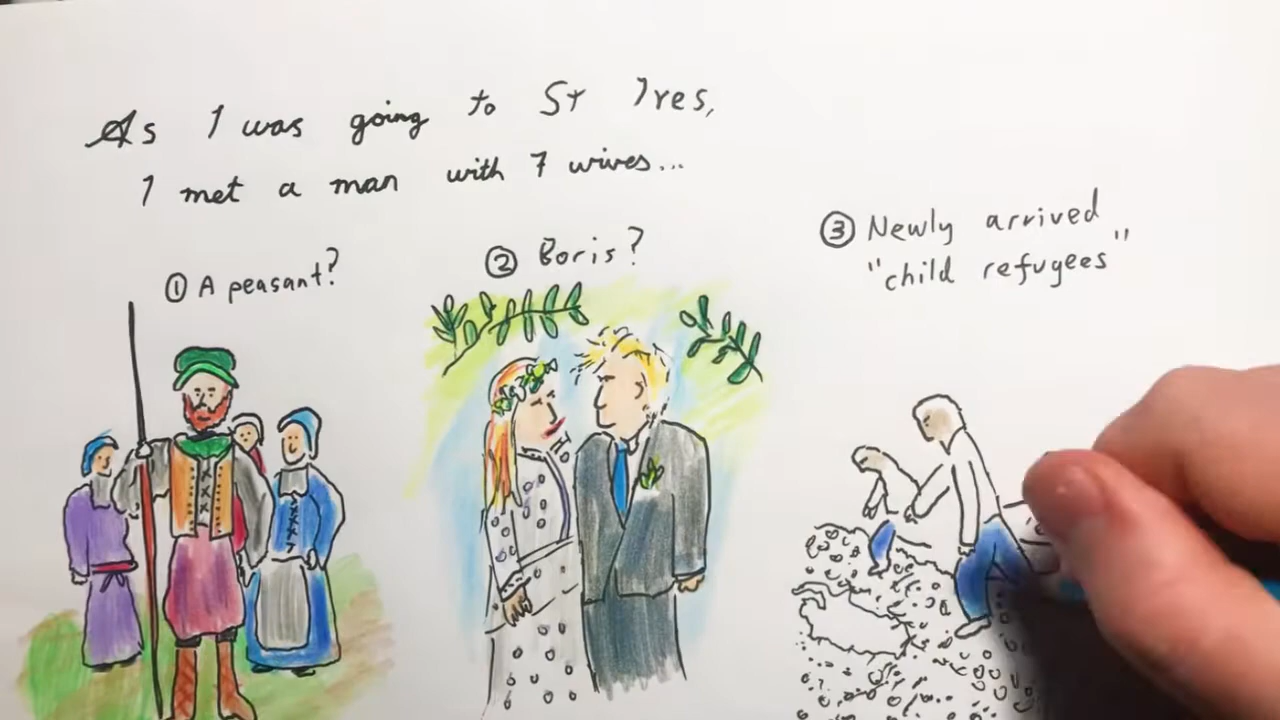 As I was going to St Ives,
I met a man with 7 wives...
① A peasant?
② Boris?
③ Newly arrived
"child refugees"